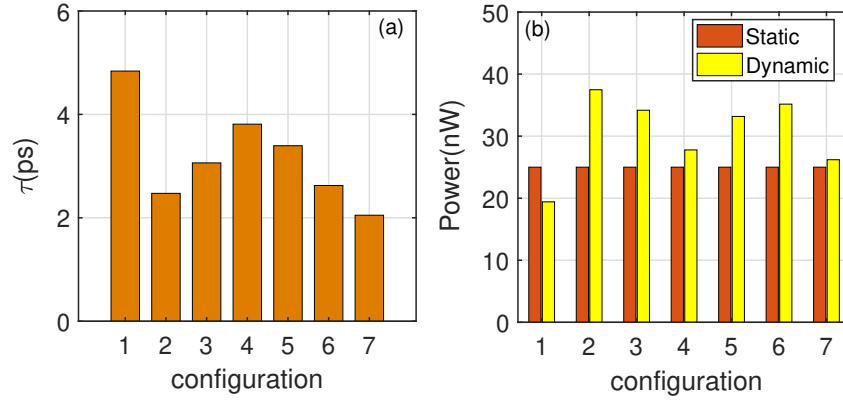 (a)
6
4
2
0
τ(ps)
1 2 3 4 5 6 7
configuration
(b)
Static
Dynamic
50
40
30
20
10
0
Power(nW)
1 2 3 4 5 6 7
configuration